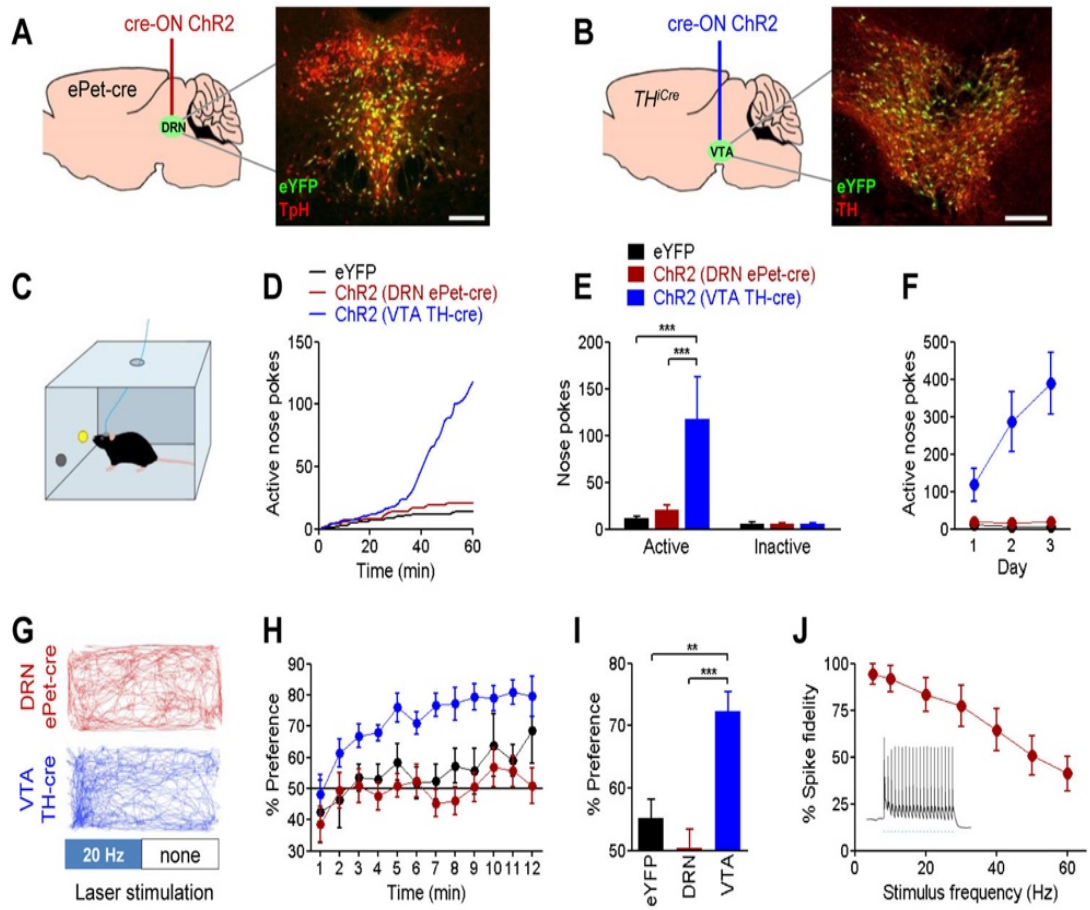 A
cre-ON ChR2
ePet-cre
DRN
eYFP
TpH
B
cre-ON ChR2
THiCre
VTA
eYFP
TH
C
D
eYFP
ChR2 (DRN ePet-cre)
ChR2 (VTA TH-cre)
Active nose pokes
150
100
50
0
0 20 40 60
Time (min)
E
eYFP
ChR2 (DRN ePet-cre)
ChR2 (VTA TH-cre)
***
***
Nose pokes
200
150
100
50
0
Active Inactive
F
Active nose pokes
500
400
300
200
100
0
1 2 3
Day
G
DRN
ePet-cre
VTA
TH-cre
20 Hz none
Laser stimulation
H
% Preference
90
80
70
60
50
40
30
1 2 3 4 5 6 7 8 9 10 11 12
Time (min)
I
**
***
% Preference
80
70
60
50
eYFP
DRN
VTA
J
% Spike fidelity
100
75
50
25
0
0 20 40 60
Stimulus frequency (Hz)